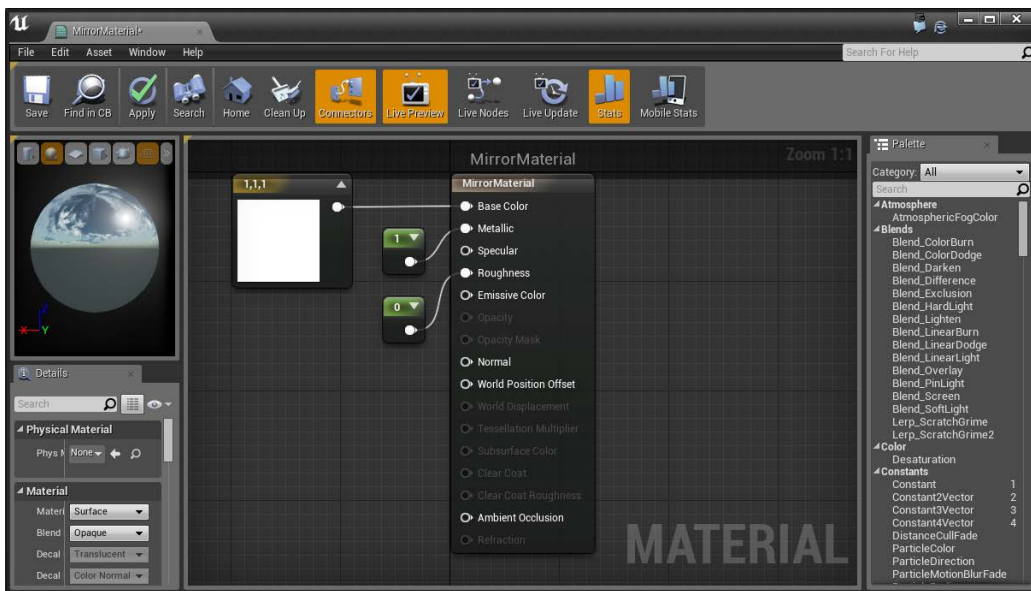 MirrorMaterial*
File Edit Asset Window Help
Search For Help
Save Find in CB Apply Search Home Clean Up Connectors Live Preview Live Nodes Live Update Stats Mobile Stats
MirrorMaterial
Zoom 1:1
1,1,1
MirrorMaterial
Base Color
Metallic
Specular
Roughness
Emissive Color
Opacity
Opacity Mask
Normal
World Position Offset
World Displacement
Tessellation Multiplier
Subsurface Color
Clear Coat
Clear Coat Roughness
Ambient Occlusion
Refraction
1
0
MATERIAL
Z
X
Y
Details
Search
Physical Material
Phys M None
Material
Materi Surface
Blend Opaque
Decal Translucent
Decal Color Normal
Palette
Category: All
Search
Atmosphere
AtmosphericFogColor
Blends
Blend_ColorBurn
Blend_ColorDodge
Blend_Darken
Blend_Difference
Blend_Exclusion
Blend_HardLight
Blend_Lighten
Blend_LinearBurn
Blend_LinearDodge
Blend_LinearLight
Blend_Overlay
Blend_PinLight
Blend_Screen
Blend_SoftLight
Lerp_ScratchGrime
Lerp_ScratchGrime2
Color
Desaturation
Constants
Constant 1
Constant2Vector 2
Constant3Vector 3
Constant4Vector 4
DistanceCullFade
ParticleColor
ParticleDirection
ParticleMotionBlurFade